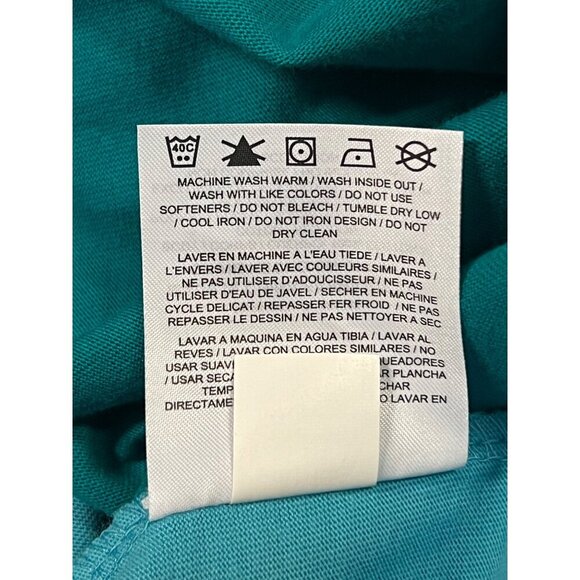 40C
MACHINE WASH WARM / WASH INSIDE OUT /
WASH WITH LIKE COLORS / DO NOT USE
SOFTENERS / DO NOT BLEACH / TUMBLE DRY LOW
/ COOL IRON / DO NOT IRON DESIGN / DO NOT
DRY CLEAN
LAVER EN MACHINE A L'EAU TIEDE / LAVER A
L'ENVERS / LAVER AVEC COULEURS SIMILAIRES /
NE PAS UTILISER D'ADOUCISSEUR / NE PAS
UTILISER D'EAU DE JAVEL / SECHER EN MACHINE
CYCLE DELICAT / REPASSER FER FROID / NE PAS
REPASSER LE DESSIN / NE PAS NETTOYER A SEC
LAVAR A MAQUINA EN AGUA TIBIA / LAVAR AL
REVES / LAVAR CON COLORES SIMILARES / NO
USAR
/ USAR PLANCHA
LAVAR EN